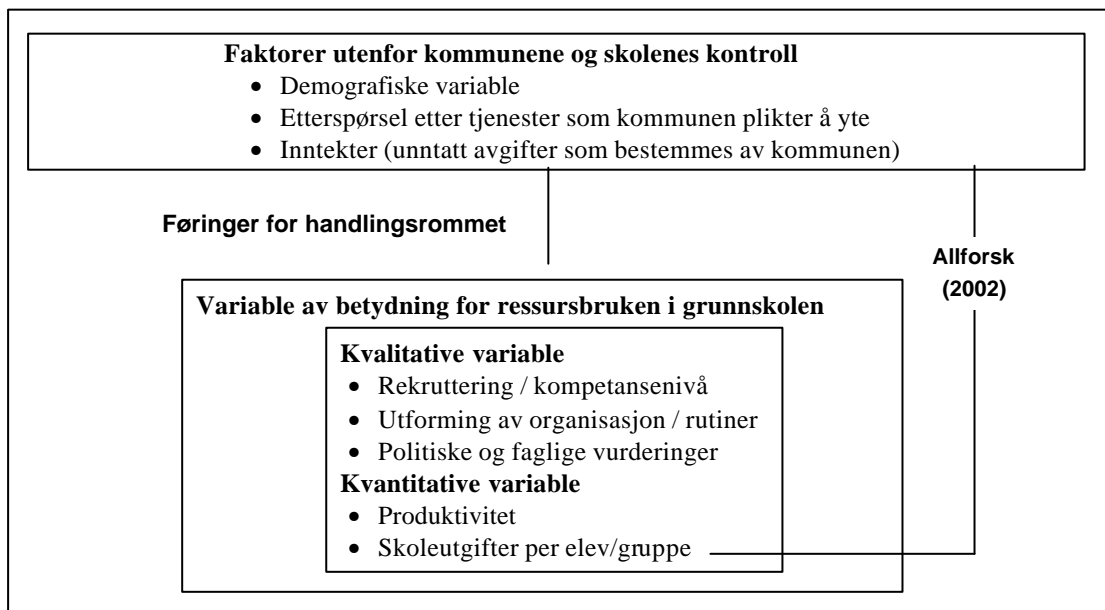 Faktorer utenfor kommunene og skolenes kontroll
• Demografiske variable
• Etterspørsel etter tjenester som kommunen plikter å yte
• Inntekter (unntatt avgifter som bestemmes av kommunen)
Føringer for handlingsrommet
Allforsk
(2002)
Variable av betydning for ressursbruken i grunnskolen
Kvalitative variable
• Rekruttering / kompetansenivå
• Utforming av organisasjon / rutiner
• Politiske og faglige vurderinger
Kvantitative variable
• Produktivitet
• Skoleutgifter per elev/gruppe